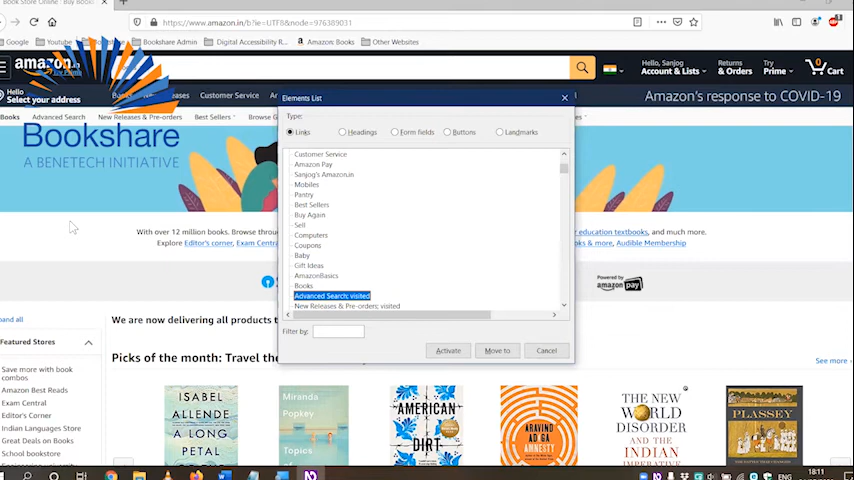 Book Store Online : Buy Books
https://www.amazon.in/b?ie=UTF8&node=976389031
Google Youtube Bookshare Admin Digital Accessibility R... Amazon: Books Other Websites
amazon
Try Prime
Hello, Sanjog
Account & Lists
Returns
& Orders
Try
Prime
0
Cart
Hello
Select your address
Releases Customer Service
Amazon's response to COVID-19
Books Advanced Search New Releases & Pre-orders Best Sellers Browse G
Bookshare
A BENETECH INITIATIVE
Elements List
Type:
Links Headings Form fields Buttons Landmarks
Customer Service
Amazon Pay
Sanjog's Amazon.in
Mobiles
Pantry
Best Sellers
Buy Again
Sell
Computers
Coupons
Baby
Gift Ideas
AmazonBasics
Books
Advanced Search; visited
New Releases & Pre-orders; visited
Filter by:
Activate Move to Cancel
With over 12 million books. Browse throu
education textbooks, and much more.
Explore Editor's corner, Exam Centra
ks & more, Audible Membership
Powered by
amazon pay
pand all
We are now delivering all products t
Featured Stores
Picks of the month: Travel the
See more
Save more with book
combos
Amazon Best Reads
Exam Central
Editor's Corner
Indian Languages Store
Great Deals on Books
School bookstore
ISABEL
ALLENDE
A LONG
PETAL
Miranda
Popkey
Topics
AMERICAN
DIRT
ARAVIND
ADIGA
AMNESTY
THE NEW
WORLD
DISORDER
AND THE
INDIAN
IMPERATIVE
PLASSEY
ENG
18:11